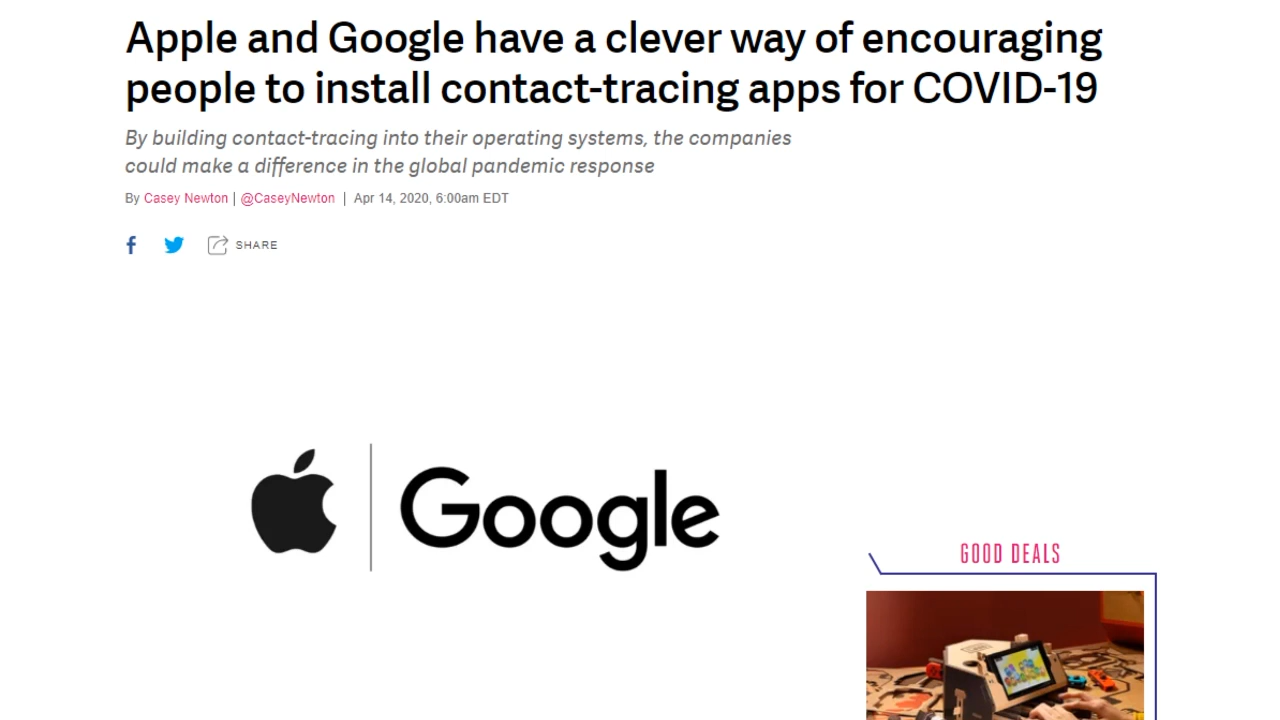 Apple and Google have a clever way of encouraging
people to install contact-tracing apps for COVID-19
By building contact-tracing into their operating systems, the companies
could make a difference in the global pandemic response
By Casey Newton | @CaseyNewton | Apr 14, 2020, 6:00am EDT
SHARE
Google
GOOD DEALS